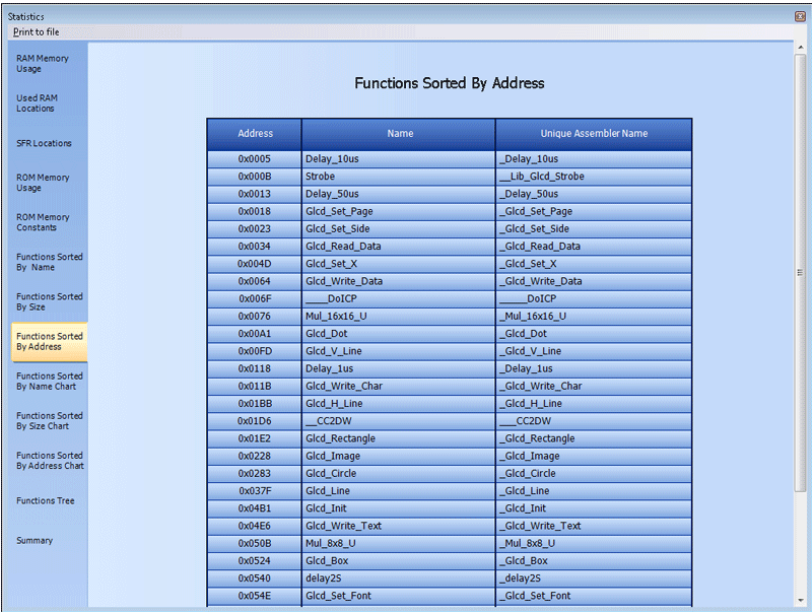 Statistics
Print to file
RAM Memory
Usage
Used RAM
Locations
SFR Locations
ROM Memory
Usage
ROM Memory
Constants
Functions Sorted
By Name
Functions Sorted
By Size
Functions Sorted
By Address
Functions Sorted
By Name Chart
Functions Sorted
By Size Chart
Functions Sorted
By Address Chart
Functions Tree
Summary
Functions Sorted By Address
Address Name Unique Assembler Name
0x0005 Delay_10us _Delay_10us
0x000B Strobe __Lib_Glcd_Strobe
0x0013 Delay_50us _Delay_50us
0x0018 Glcd_Set_Page _Glcd_Set_Page
0x0023 Glcd_Set_Side _Glcd_Set_Side
0x0034 Glcd_Read_Data _Glcd_Read_Data
0x004D Glcd_Set_X _Glcd_Set_X
0x0064 Glcd_Write_Data _Glcd_Write_Data
0x006F ____DoICP _____DoICP
0x0076 Mul_16x16_U _Mul_16x16_U
0x00A1 Glcd_Dot _Glcd_Dot
0x00FD Glcd_V_Line _Glcd_V_Line
0x0118 Delay_1us _Delay_1us
0x011B Glcd_Write_Char _Glcd_Write_Char
0x01BB Glcd_H_Line _Glcd_H_Line
0x01D6 __CC2DW ___CC2DW
0x01E2 Glcd_Rectangle _Glcd_Rectangle
0x0228 Glcd_Image _Glcd_Image
0x0283 Glcd_Circle _Glcd_Circle
0x037F Glcd_Line _Glcd_Line
0x04B1 Glcd_Init _Glcd_Init
0x04E6 Glcd_Write_Text _Glcd_Write_Text
0x050B Mul_8x8_U _Mul_8x8_U
0x0524 Glcd_Box _Glcd_Box
0x0540 delay2S _delay2S
0x054E Glcd_Set_Font _Glcd_Set_Font